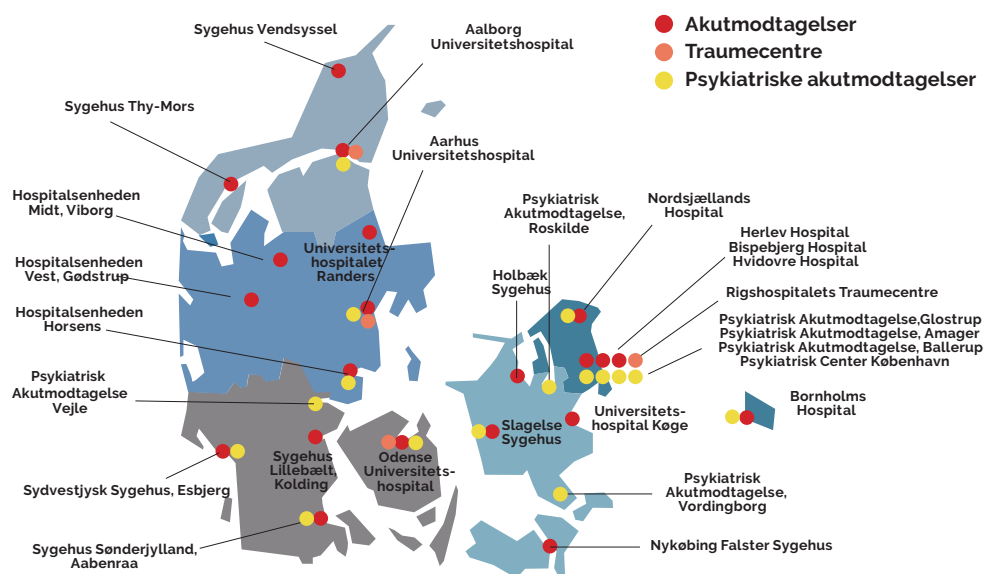 Akutmodtagelser
Traumecentre
Psykiatriske akutmodtagelser
Sygehus Vendsyssel
Aalborg
Universitetshospital
Sygehus Thy-Mors
Aarhus
Universitetshospital
Hospitalsenheden
Midt, Viborg
Universitets-
hospitalet
Randers
Hospitalsenheden
Vest, Gødstrup
Hospitalsenheden
Horsens
Psykiatrisk
Akutmodtagelse
Vejle
Sydvestjysk Sygehus, Esbjerg
Sygehus
Lillebælt,
Kolding
Odense
Universitets-
hospital
Sygehus Sønderjylland,
Aabenraa
Psykiatrisk
Akutmodtagelse,
Roskilde
Nordsjællands
Hospital
Holbæk
Sygehus
Herlev Hospital
Bispebjerg Hospital
Hvidovre Hospital
Rigshospitalets Traumecentre
Psykiatrisk Akutmodtagelse,Glostrup
Psykiatrisk Akutmodtagelse, Amager
Psykiatrisk Akutmodtagelse, Ballerup
Psykiatrisk Center København
Bornholms
Hospital
Slagelse
Sygehus
Universitets-
hospital Køge
Psykiatrisk
Akutmodtagelse,
Vordingborg
Nykøbing Falster Sygehus